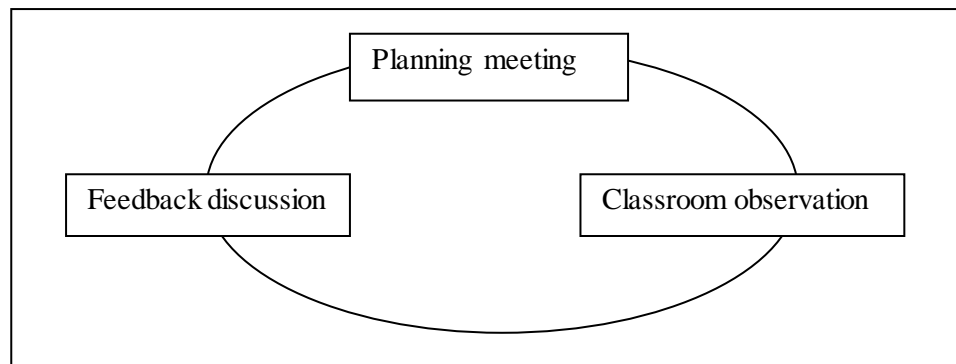 Planning meeting
Feedback discussion
Classroom observation